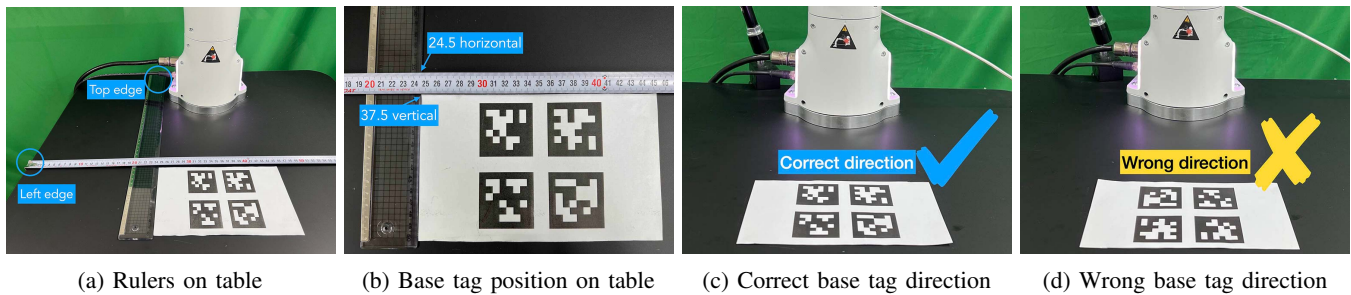 Top edge
Left edge
24.5 horizontal
18 19 20 21 22 23 24 25 26 27 28 29 30 31 32 33 34 35 36 37 38 39 40 41 42 43 44 45
37.5 vertical
Correct direction
Wrong direction
(a) Rulers on table
(b) Base tag position on table
(c) Correct base tag direction
(d) Wrong base tag direction